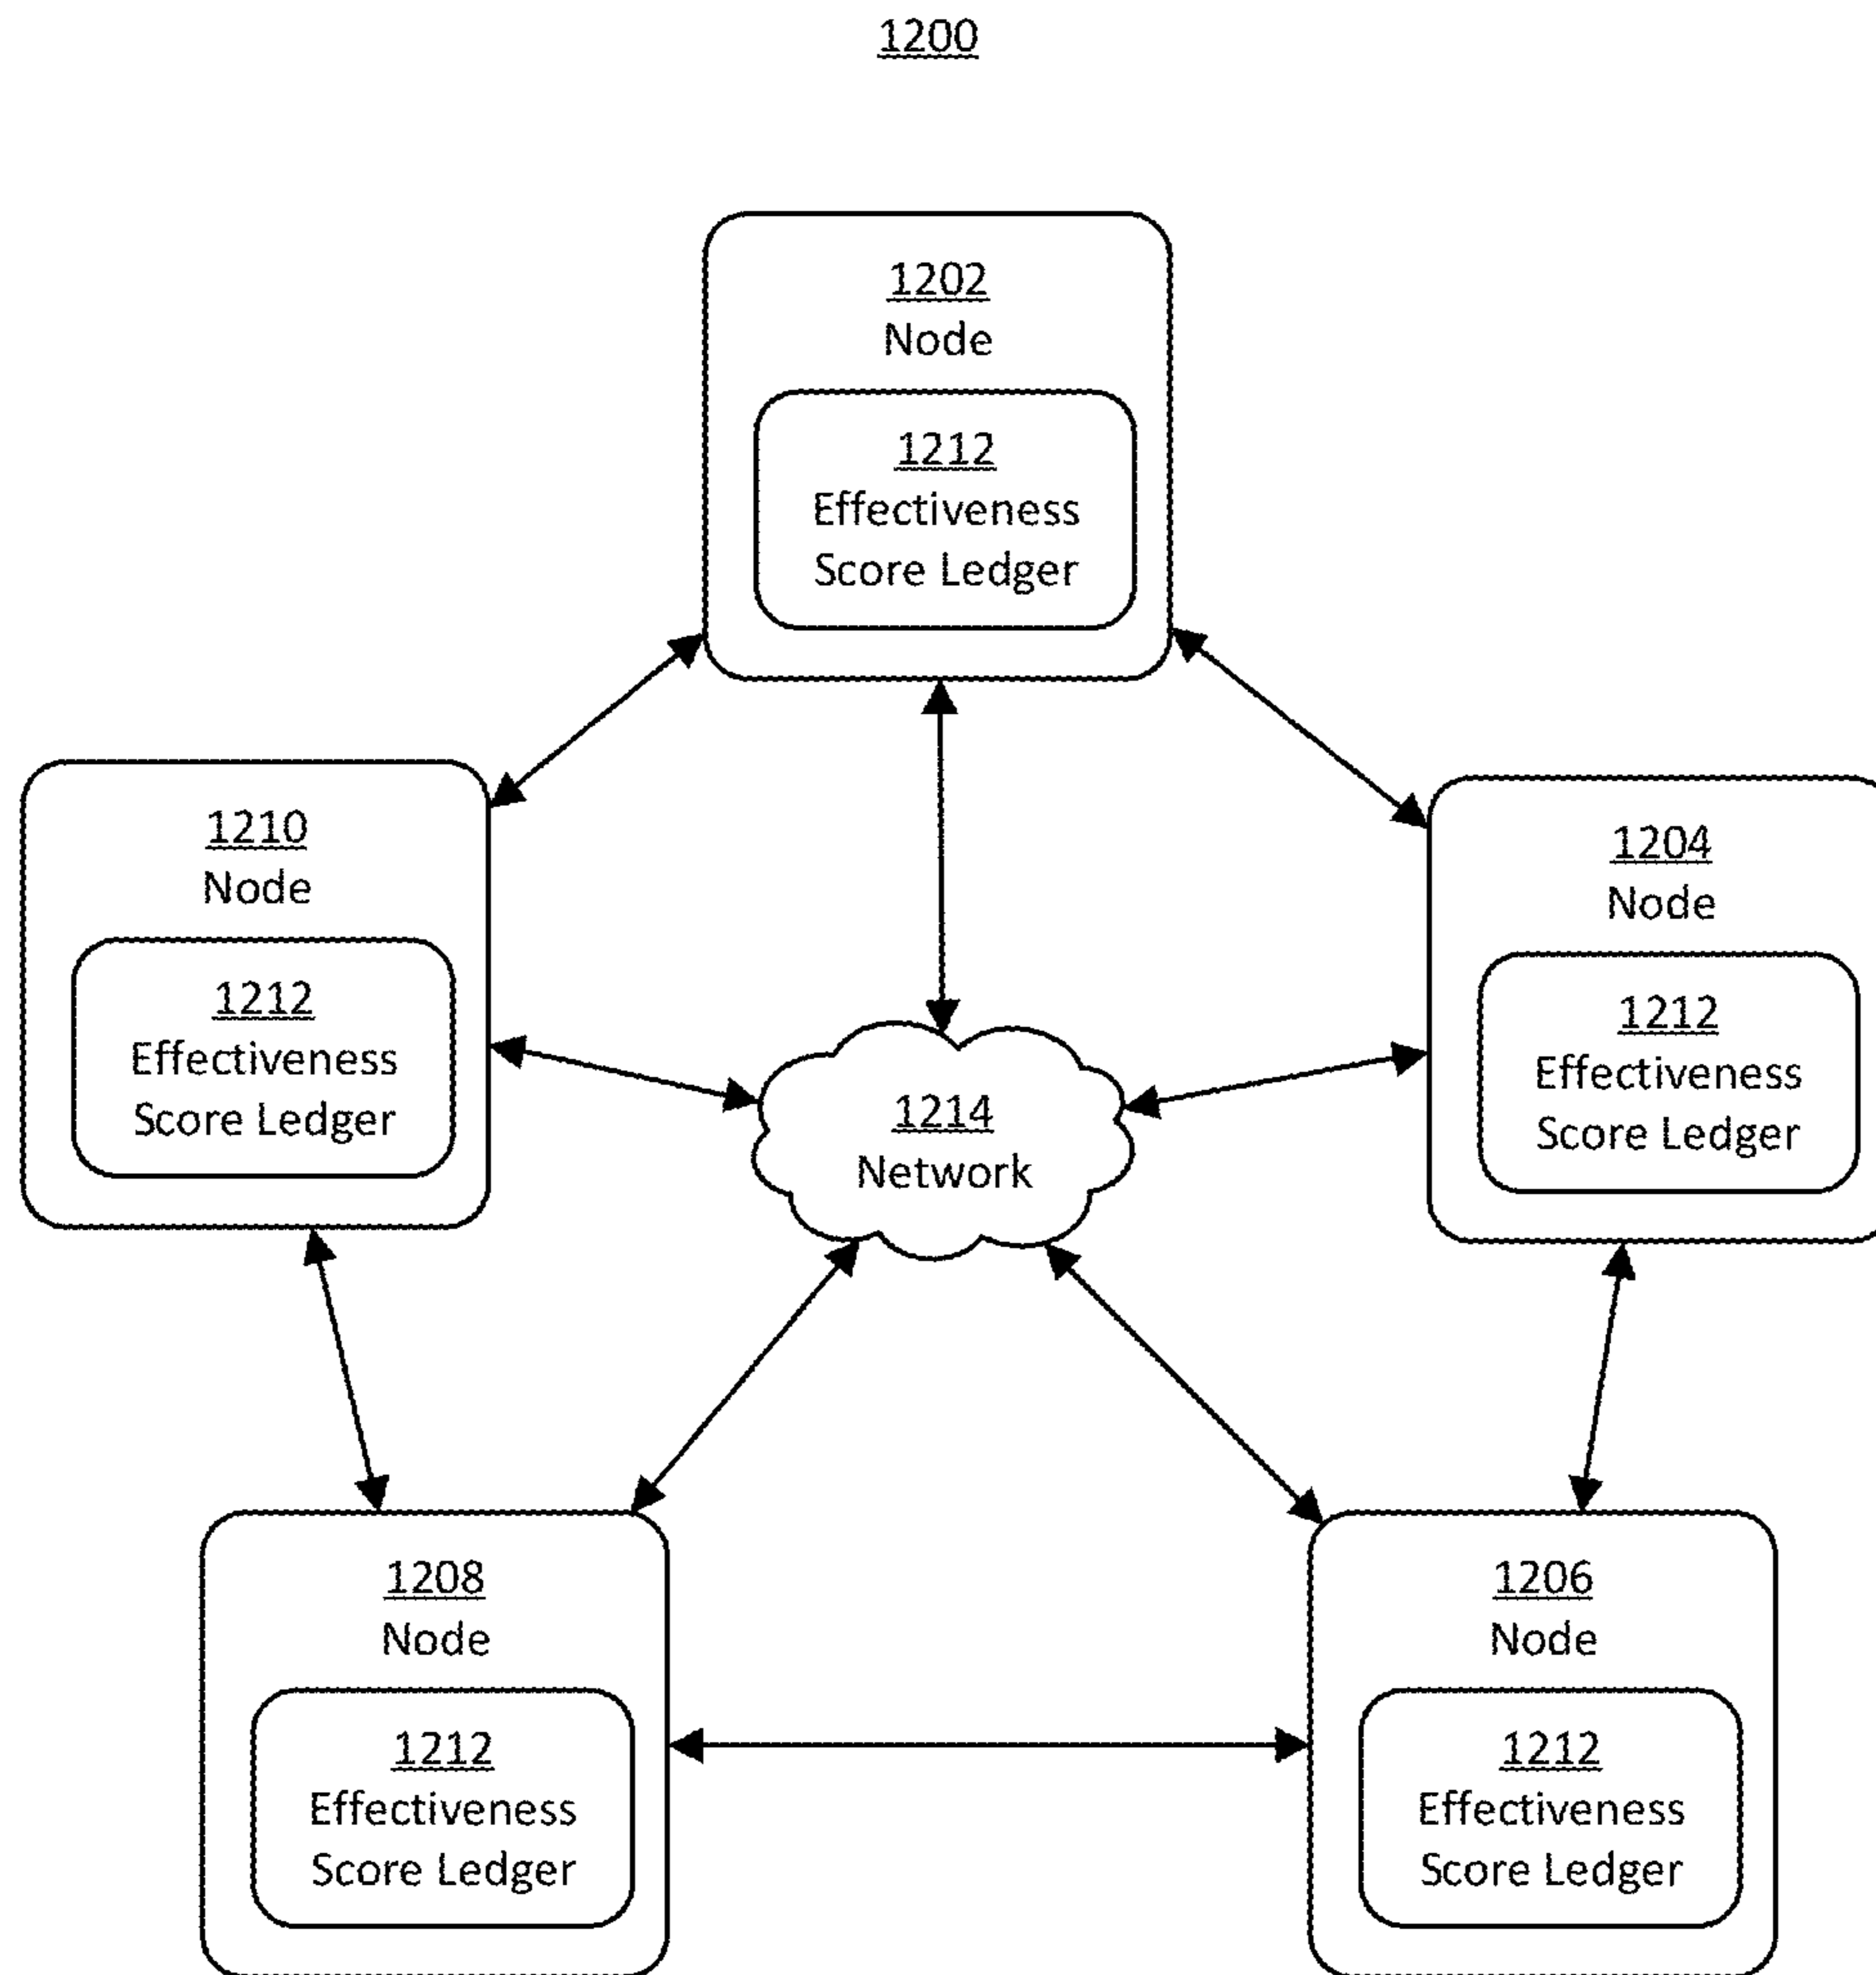 1200
1202
Node
1212
Effectiveness
Score Ledger
1210
Node
1212
Effectiveness
Score Ledger
1204
Node
1212
Effectiveness
Score Ledger
1214
Network
1208
Node
1212
Effectiveness
Score Ledger
1206
Node
1212
Effectiveness
Score Ledger